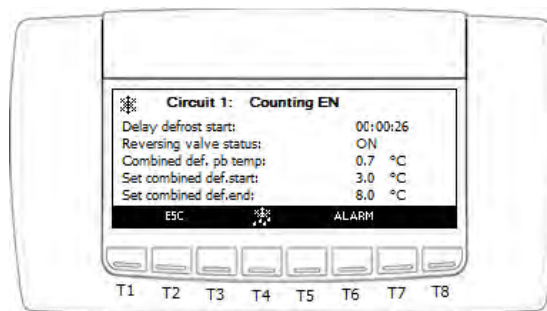 Circuit 1: Counting EN
Delay defrost start: 00:00:26
Reversing valve status: ON
Combined def. pb temp: 0.7 °C
Set combined def.start: 3.0 °C
Set combined def.end: 8.0 °C
ESC ALARM
T1 T2 T3 T4 T5 T6 T7 T8